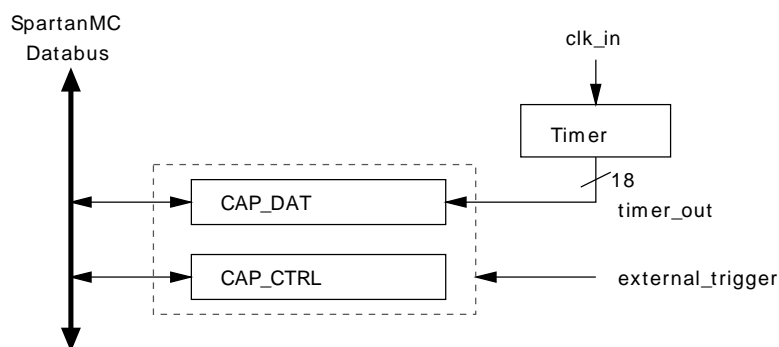 SpartanMC
Databus
clk_in
Timer
18
CAP_DAT
timer_out
CAP_CTRL
external_trigger